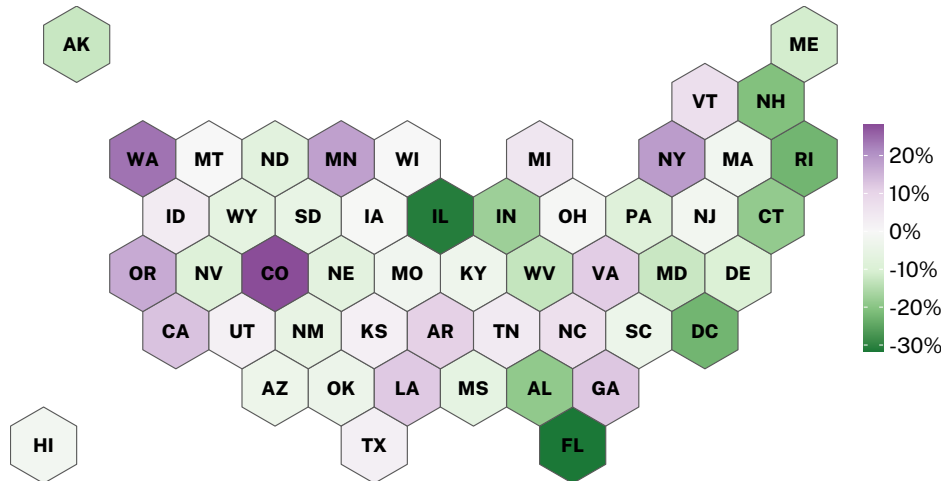 AK ME
VT NH
WA MT ND MN WI MI NY MA RI
ID WY SD IA IL IN OH PA NJ CT
OR NV CO NE MO KY WV VA MD DE
CA UT NM KS AR TN NC SC DC
AZ OK LA MS AL GA
HI TX FL
20%
10%
0%
-10%
-20%
-30%